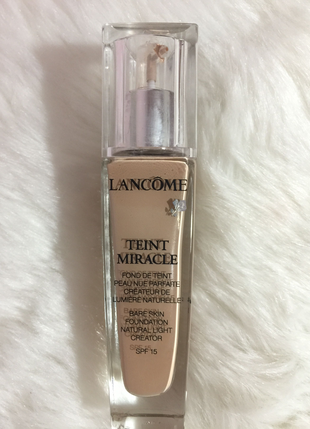 LANCÔME
TEINT
MIRACLE
FOND DE TEINT
PEAU NUE PARFAITE
CRÉATEUR DE
LUMIÈRE NATURELLE
BARE SKIN
FOUNDATION
NATURAL LIGHT
CREATOR
SPF 15